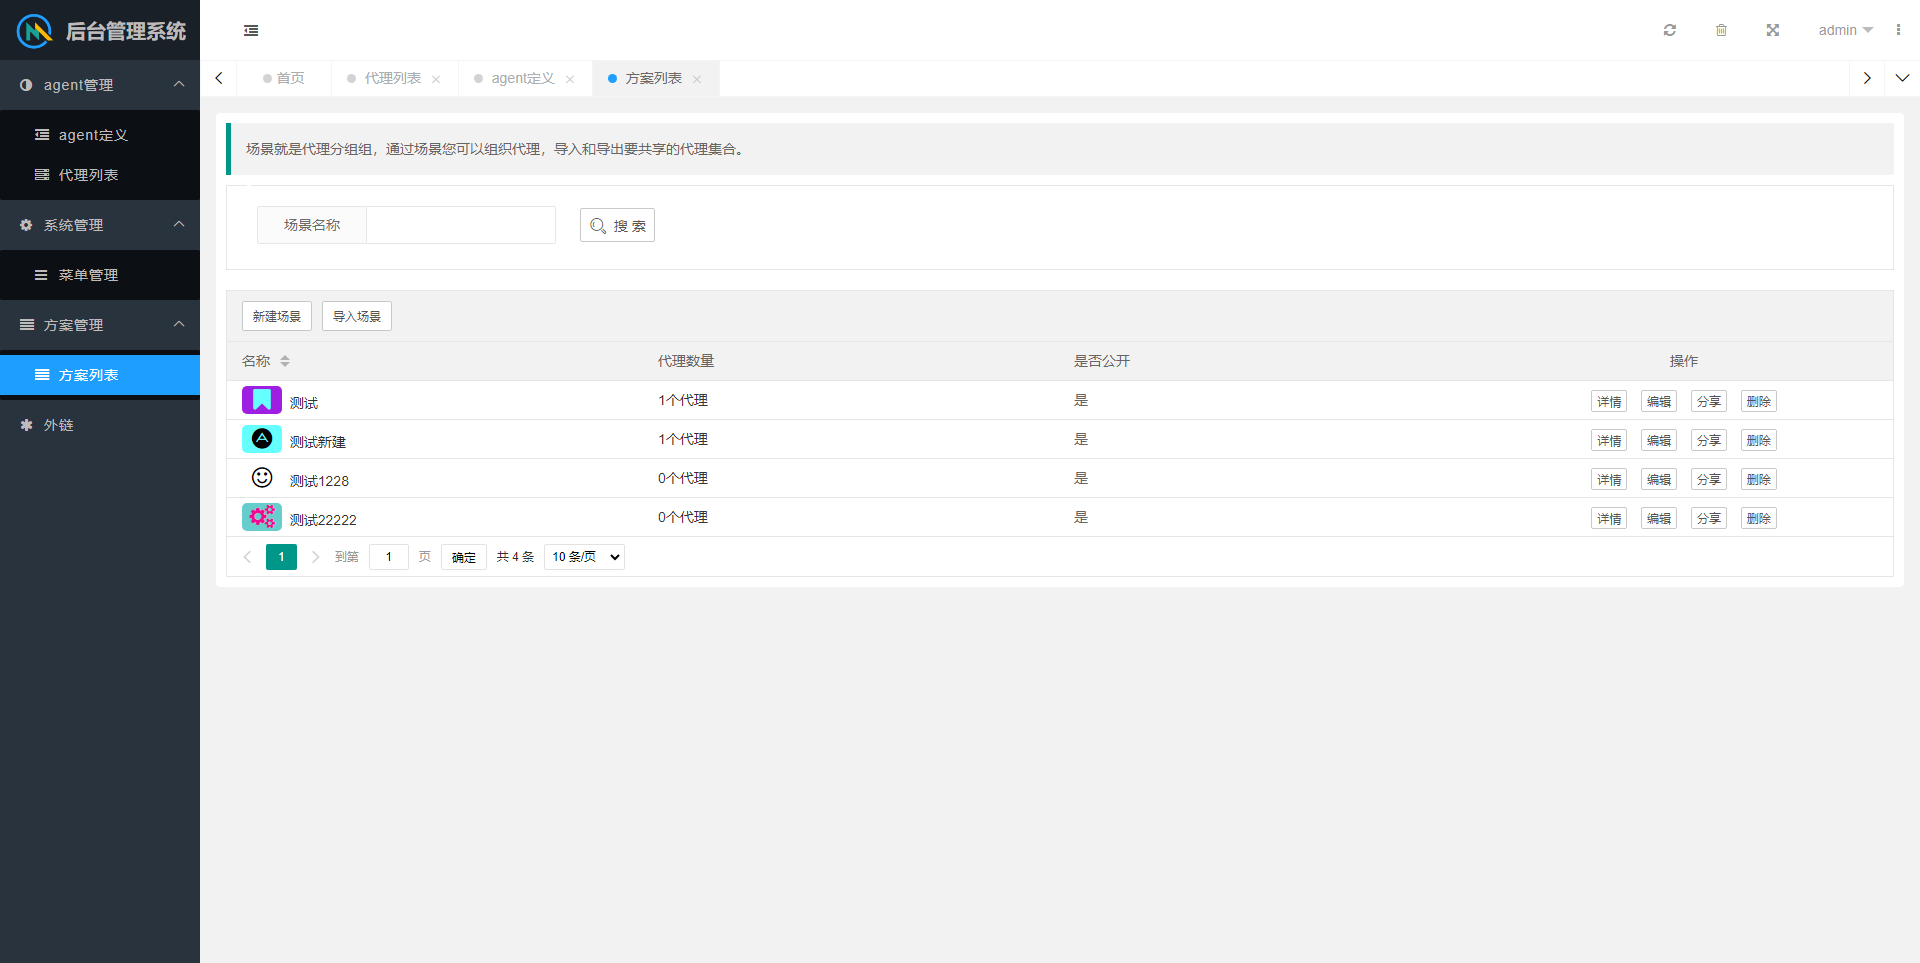 后台管理系统
admin
agent管理
agent定义
代理列表
系统管理
菜单管理
方案管理
方案列表
外链
首页
代理列表
agent定义
方案列表
场景就是代理分组组，通过场景您可以组织代理，导入和导出要共享的代理集合。
场景名称
搜 索
新建场景 导入场景
名称 代理数量 是否公开 操作
测试 1个代理 是 详情 编辑 分享 删除
测试新建 1个代理 是 详情 编辑 分享 删除
测试1228 0个代理 是 详情 编辑 分享 删除
测试22222 0个代理 是 详情 编辑 分享 删除
1 到第 1 页 确定 共 4 条 10 条/页